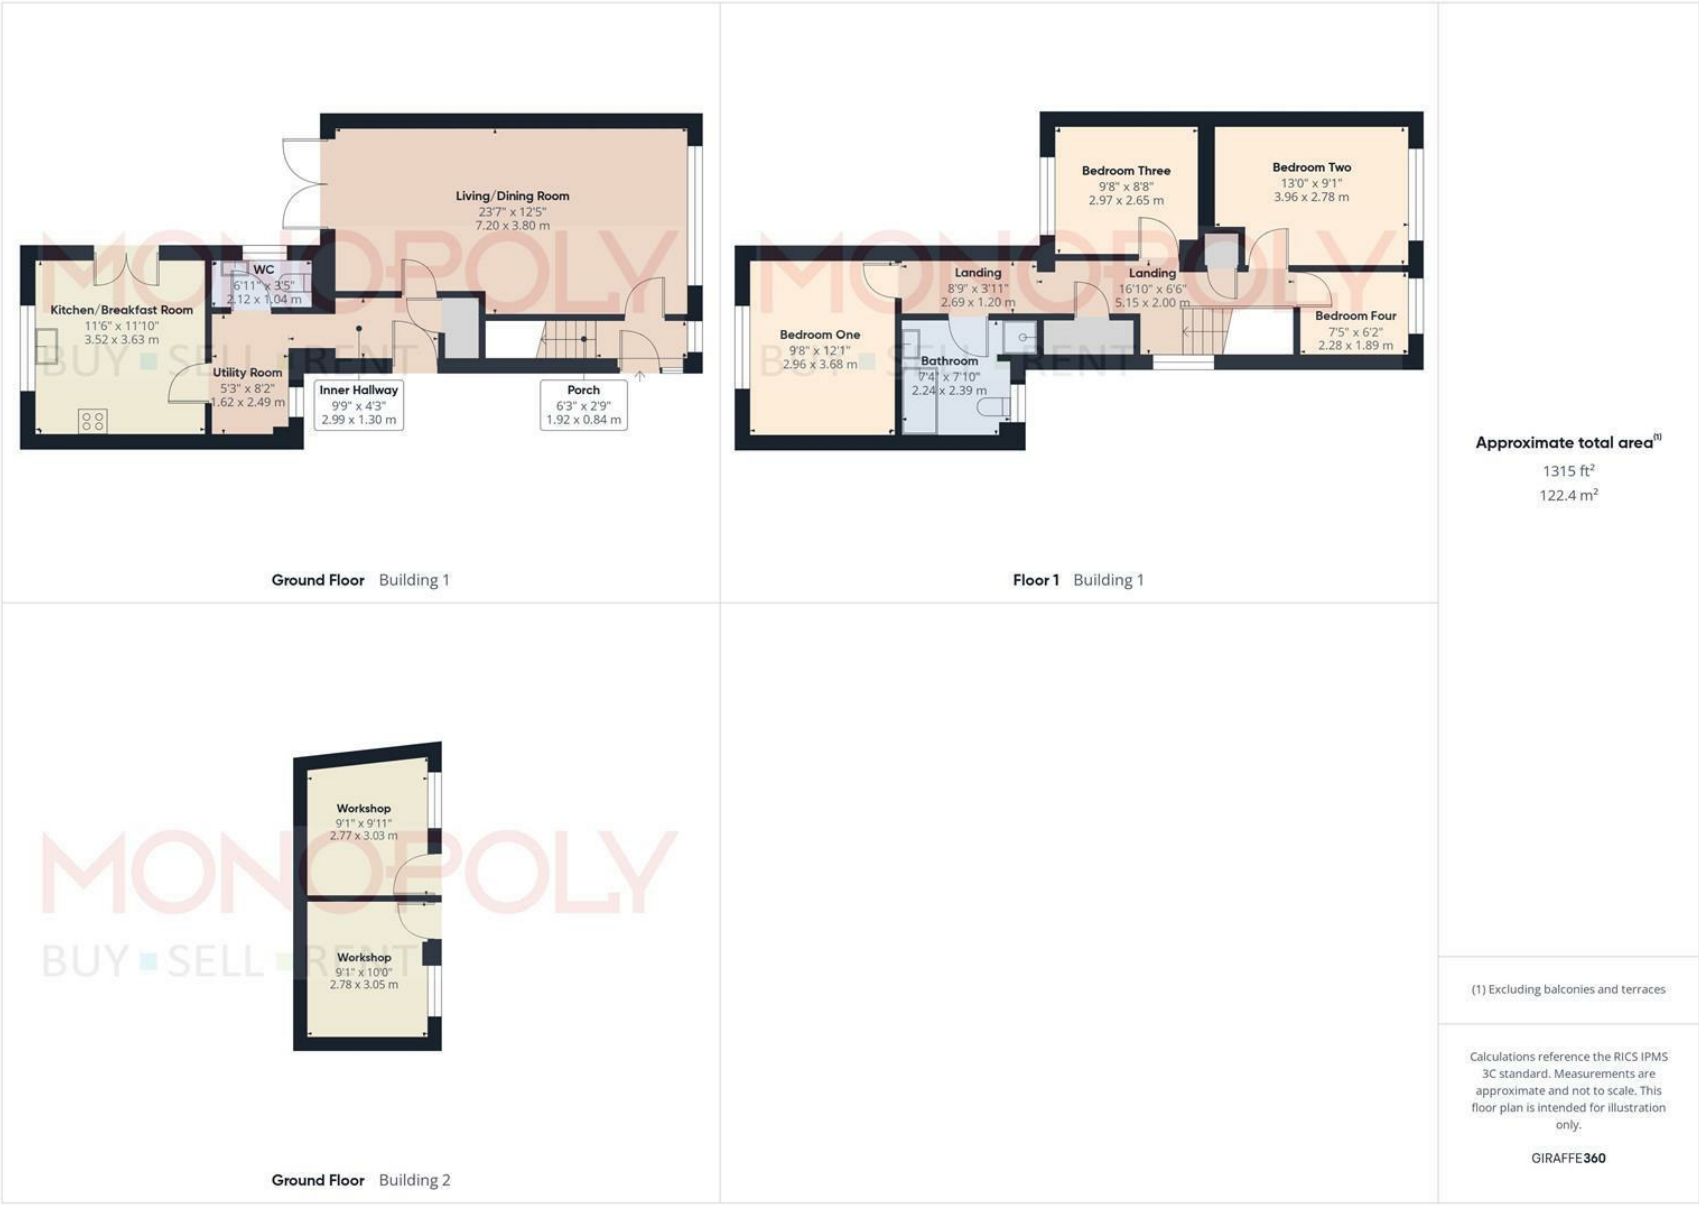 Living/Dining Room
23'7" x 12'5"
7.20 x 3.80 m
WC
6'11" x 3'5"
2.12 x 1.04 m
Kitchen/Breakfast Room
11'6" x 11'10"
3.52 x 3.63 m
Utility Room
5'3" x 8'2"
1.62 x 2.49 m
Inner Hallway
9'9" x 4'3"
2.99 x 1.30 m
Porch
6'3" x 2'9"
1.92 x 0.84 m
MONOPOLY
BUY SELL RENT
Ground Floor Building 1
Bedroom Three
9'8" x 8'8"
2.97 x 2.65 m
Bedroom Two
13'0" x 9'1"
3.96 x 2.78 m
Landing
8'9" x 3'11"
2.69 x 1.20 m
Landing
16'10" x 6'6"
5.15 x 2.00 m
Bedroom One
9'8" x 12'1"
2.96 x 3.68 m
Bathroom
7'4" x 7'10"
2.24 x 2.39 m
Bedroom Four
7'5" x 6'2"
2.28 x 1.89 m
MONOPOLY
BUY SELL RENT
Floor 1 Building 1
Workshop
9'1" x 9'11"
2.77 x 3.03 m
Workshop
9'1" x 10'0"
2.78 x 3.05 m
MONOPOLY
BUY SELL RENT
Ground Floor Building 2
Approximate total area(1)
1315 ft²
122.4 m²
(1) Excluding balconies and terraces
Calculations reference the RICS IPMS
3C standard. Measurements are
approximate and not to scale. This
floor plan is intended for illustration
only.
GIRAFFE360